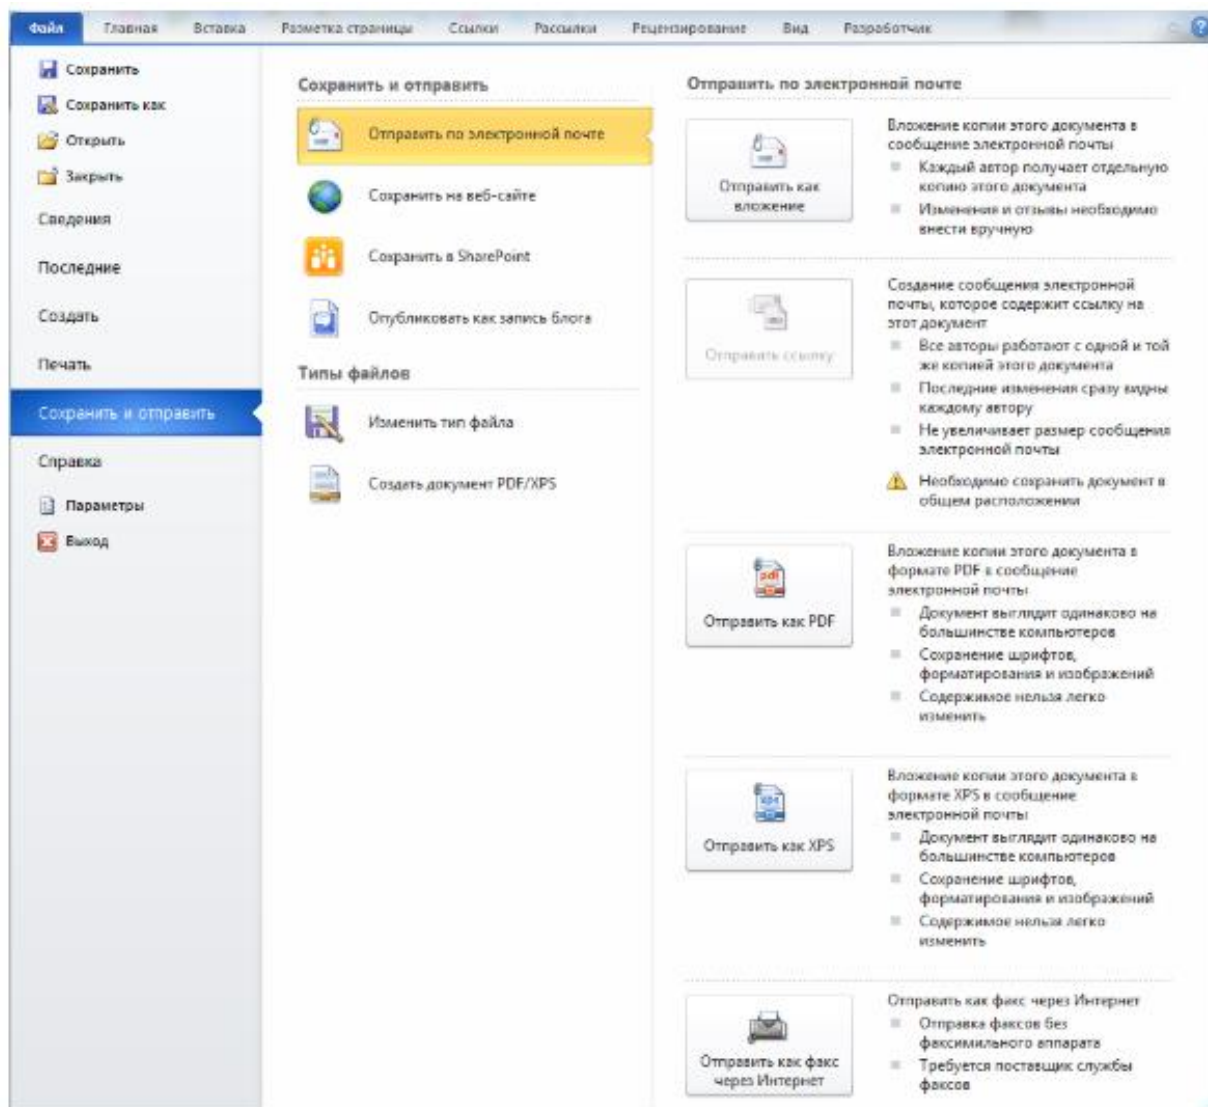 Файл Главная Вставка Разметка страницы Ссылки Рассылки Рецензирование Вид Разработчик
Сохранить
Сохранить как
Открыть
Закрыть
Сведения
Последние
Создать
Печать
Сохранить и отправить
Справка
Параметры
Выход
Сохранить и отправить
Отправить по электронной почте
Сохранить на веб-сайте
Сохранить в SharePoint
Опубликовать как запись блога
Типы файлов
Изменить тип файла
Создать документ PDF/XPS
Отправить по электронной почте
Отправить как
вложение
Вложение копии этого документа в
сообщение электронной почты
Каждый автор получает отдельную
копию этого документа
Изменения и отзывы необходимо
внести вручную
Отправить ссылку
Создание сообщения электронной
почты, которое содержит ссылку на
этот документ
Все авторы работают с одной и той
же копией этого документа
Последние изменения сразу видны
каждому автору
Не увеличивает размер сообщения
электронной почты
Необходимо сохранить документ в
общем расположении
pdf
Отправить как PDF
Вложение копии этого документа в
формате PDF в сообщение
электронной почты
Документ выглядит одинаково на
большинстве компьютеров
Сохранение шрифтов,
форматирования и изображений
Содержимое нельзя легко
изменить
xps
Отправить как XPS
Вложение копии этого документа в
формате XPS в сообщение
электронной почты
Документ выглядит одинаково на
большинстве компьютеров
Сохранение шрифтов,
форматирования и изображений
Содержимое нельзя легко
изменить
Отправить как факс
через Интернет
Отправить как факс через Интернет
Отправка факсов без
факсимильного аппарата
Требуется поставщик службы
факсов